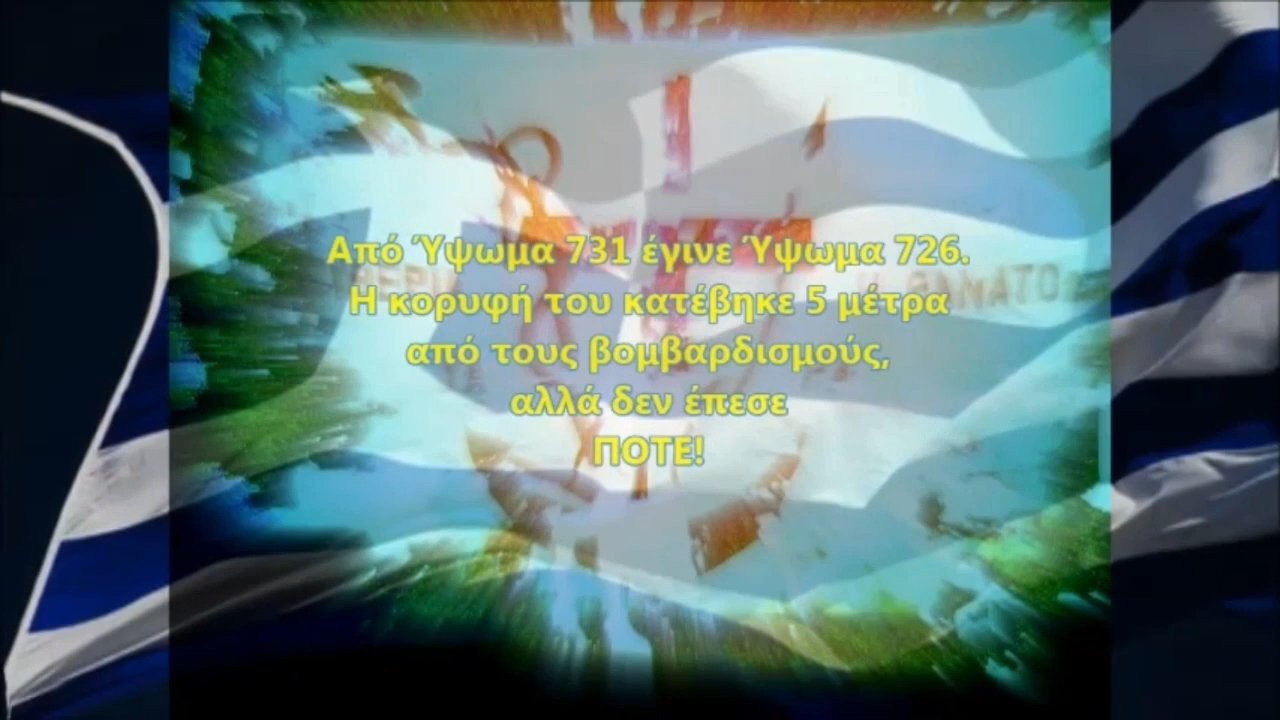 Από Ύψωμα 731 έγινε Ύψωμα 726.
Η κορυφή του κατέβηκε 5 μέτρα
από τους βομβαρδισμούς,
αλλά δεν έπεσε
ΠΟΤΕ!